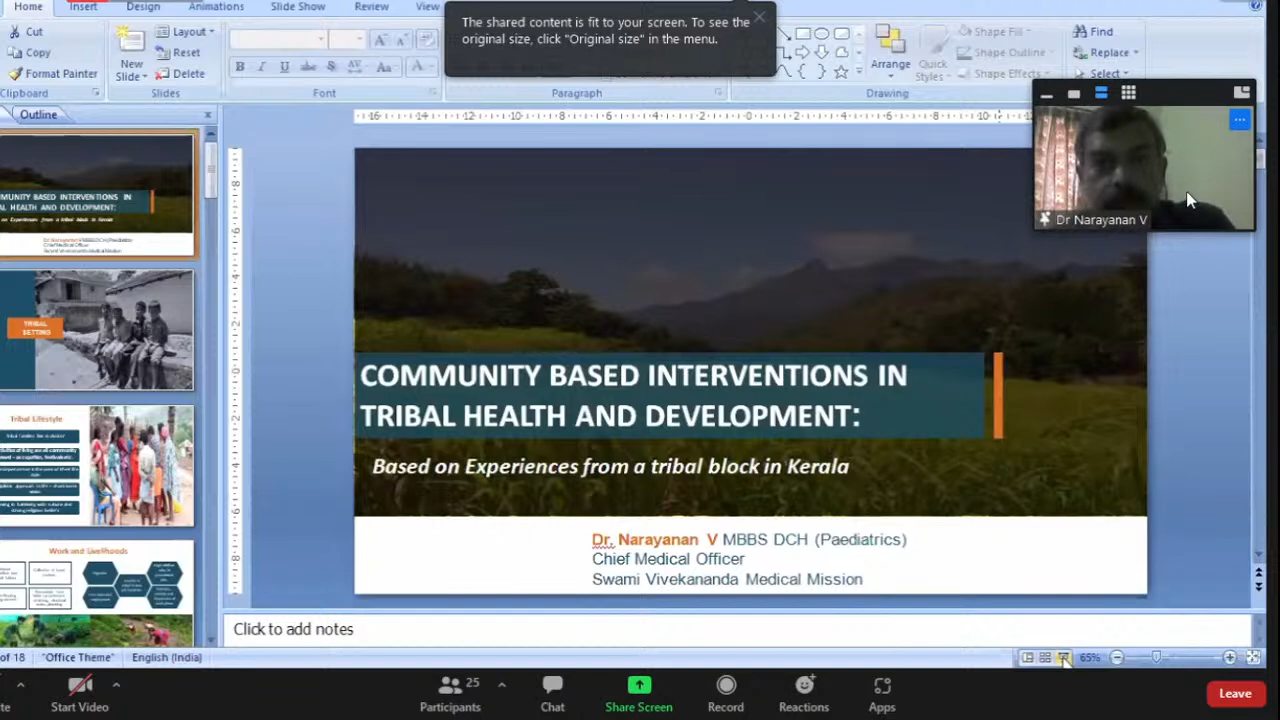 Home Insert Design Animations Slide Show Review View
The shared content is fit to your screen. To see the
original size, click "Original size" in the menu.
Cut
Copy
Format Painter
Clipboard
New
Slide
Layout
Reset
Delete
Slides
Font
Paragraph
Arrange
Quick
Styles
Shape Fill
Shape Outline
Shape Effects
Drawing
Find
Replace
Select
Outline
Dr Narayanan V
TRIBAL
SETTING
Tribal Lifestyle
Work and Livelihoods
COMMUNITY BASED INTERVENTIONS IN
TRIBAL HEALTH AND DEVELOPMENT:
Based on Experiences from a tribal block in Kerala
Dr. Narayanan V MBBS DCH (Paediatrics)
Chief Medical Officer
Swami Vivekananda Medical Mission
Click to add notes
of 18 "Office Theme" English (India) 65%
Start Video
Participants 25
Chat
Share Screen
Record
Reactions
Apps
Leave